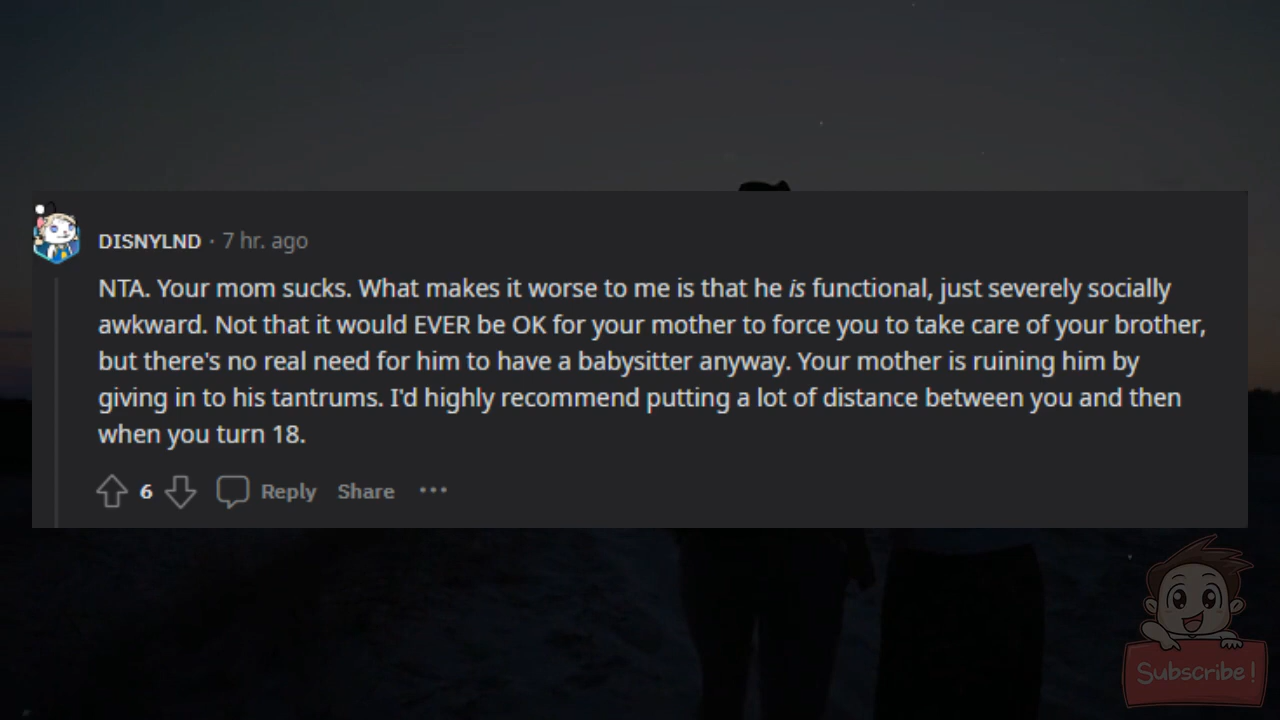 DISNYLND · 7 hr. ago
NTA. Your mom sucks. What makes it worse to me is that he is functional, just severely socially
awkward. Not that it would EVER be OK for your mother to force you to take care of your brother,
but there's no real need for him to have a babysitter anyway. Your mother is ruining him by
giving in to his tantrums. I'd highly recommend putting a lot of distance between you and then
when you turn 18.
6 Reply Share ...
Subscribe!